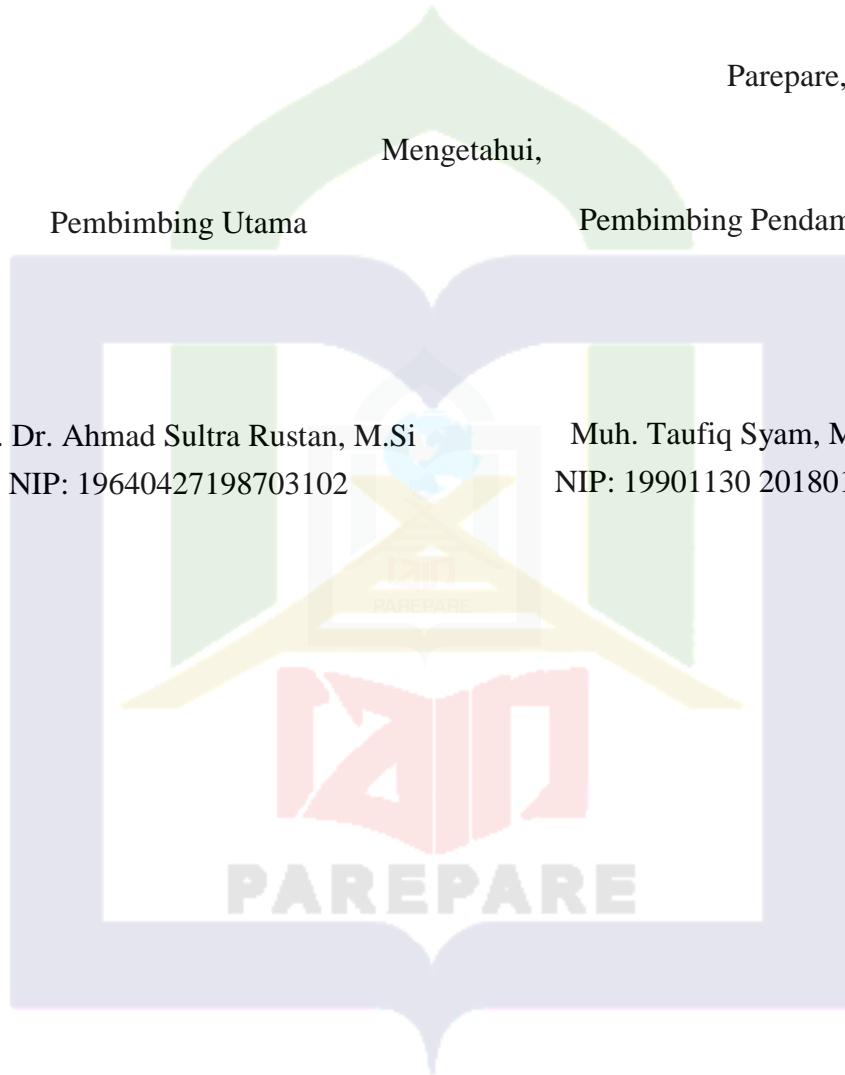 Parepare,
Mengetahui,
Pembimbing Utama
Pembimbing Pendam
. Dr. Ahmad Sultra Rustan, M.Si
Muh. Taufiq Syam, M
NIP: 19640427198703102
NIP: 19901130 201801
PAREPARE
PAREPARE